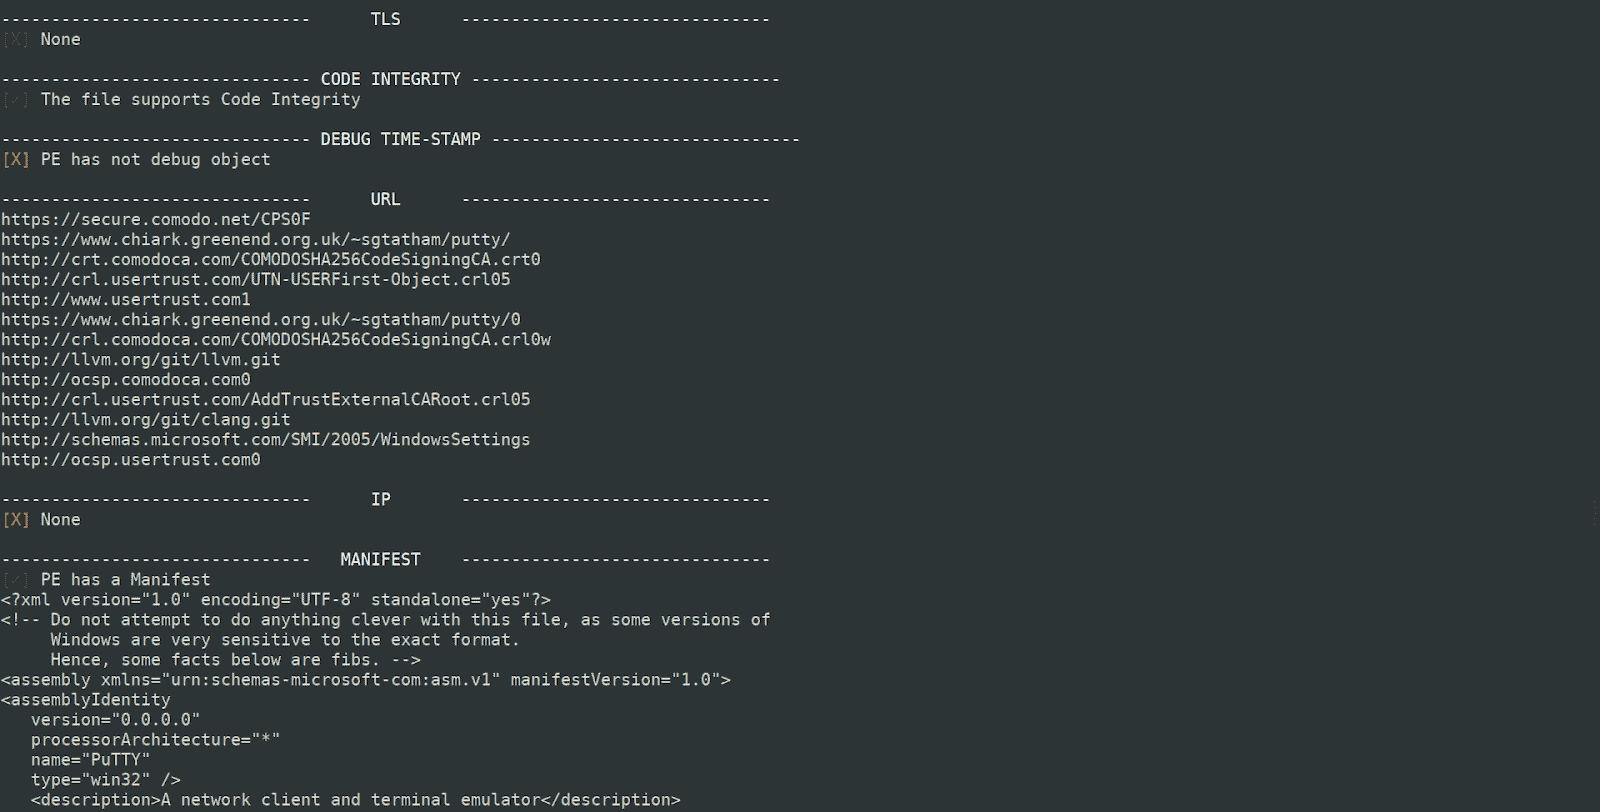 -------------------------------      TLS      -------------------------------
[X] None
------------------------------- CODE INTEGRITY -------------------------------
[✓] The file supports Code Integrity
------------------------------- DEBUG TIME-STAMP -------------------------------
[X] PE has not debug object
-------------------------------      URL      -------------------------------
https://secure.comodo.net/CPS0F
https://www.chiark.greenend.org.uk/~sgtatham/putty/
http://crt.comodoca.com/COMODOSHA256CodeSigningCA.crt0
http://crl.usertrust.com/UTN-USERFirst-Object.crl05
http://www.usertrust.com1
https://www.chiark.greenend.org.uk/~sgtatham/putty/0
http://crl.comodoca.com/COMODOSHA256CodeSigningCA.crl0w
http://llvm.org/git/llvm.git
http://ocsp.comodoca.com0
http://crl.usertrust.com/AddTrustExternalCARoot.crl05
http://llvm.org/git/clang.git
http://schemas.microsoft.com/SMI/2005/WindowsSettings
http://ocsp.usertrust.com0
-------------------------------      IP       -------------------------------
[X] None
-------------------------------   MANIFEST    -------------------------------
[✓] PE has a Manifest
<?xml version="1.0" encoding="UTF-8" standalone="yes"?>
<!-- Do not attempt to do anything clever with this file, as some versions of
     Windows are very sensitive to the exact format.
     Hence, some facts below are fibs. -->
<assembly xmlns="urn:schemas-microsoft-com:asm.v1" manifestVersion="1.0">
<assemblyIdentity
   version="0.0.0.0"
   processorArchitecture="*"
   name="PuTTY"
   type="win32" />
   <description>A network client and terminal emulator</description>